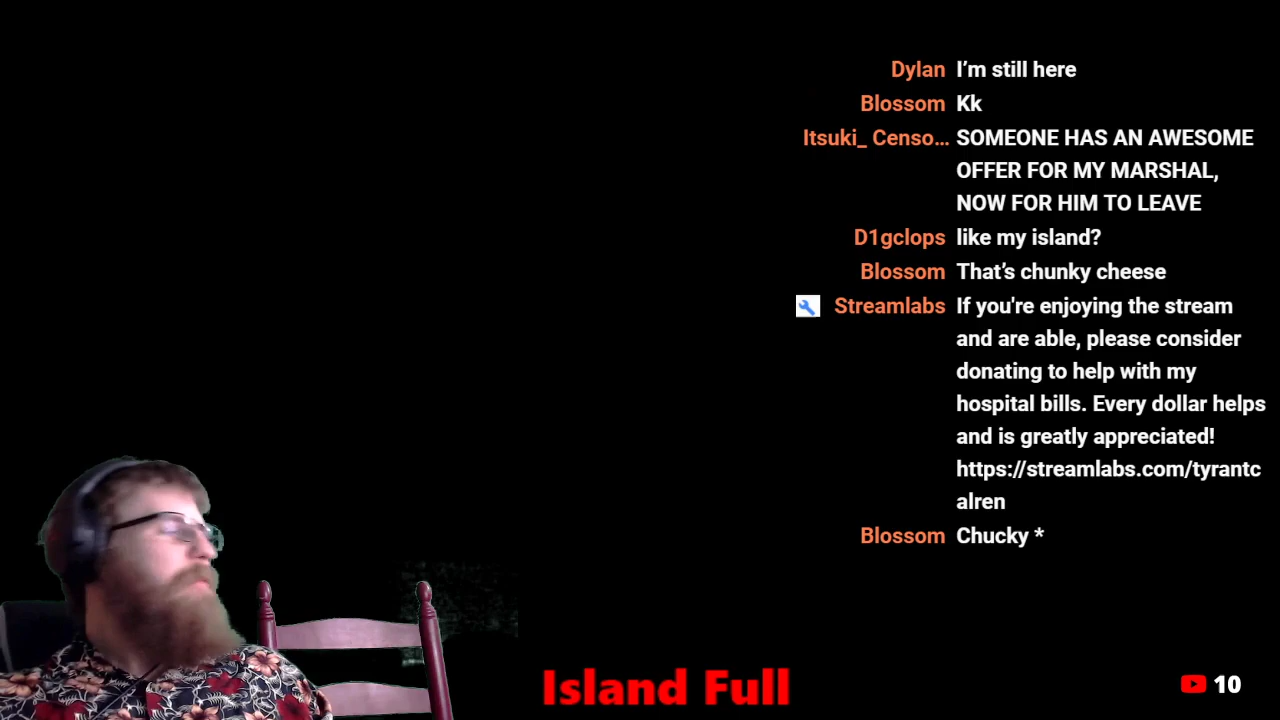 Dylan I’m still here
Blossom Kk
Itsuki_ Censo… SOMEONE HAS AN AWESOME
OFFER FOR MY MARSHAL,
NOW FOR HIM TO LEAVE
D1gclops like my island?
Blossom That’s chunky cheese
Streamlabs If you're enjoying the stream
and are able, please consider
donating to help with my
hospital bills. Every dollar helps
and is greatly appreciated!
https://streamlabs.com/tyrantc
alren
Blossom Chucky *
Island Full
10